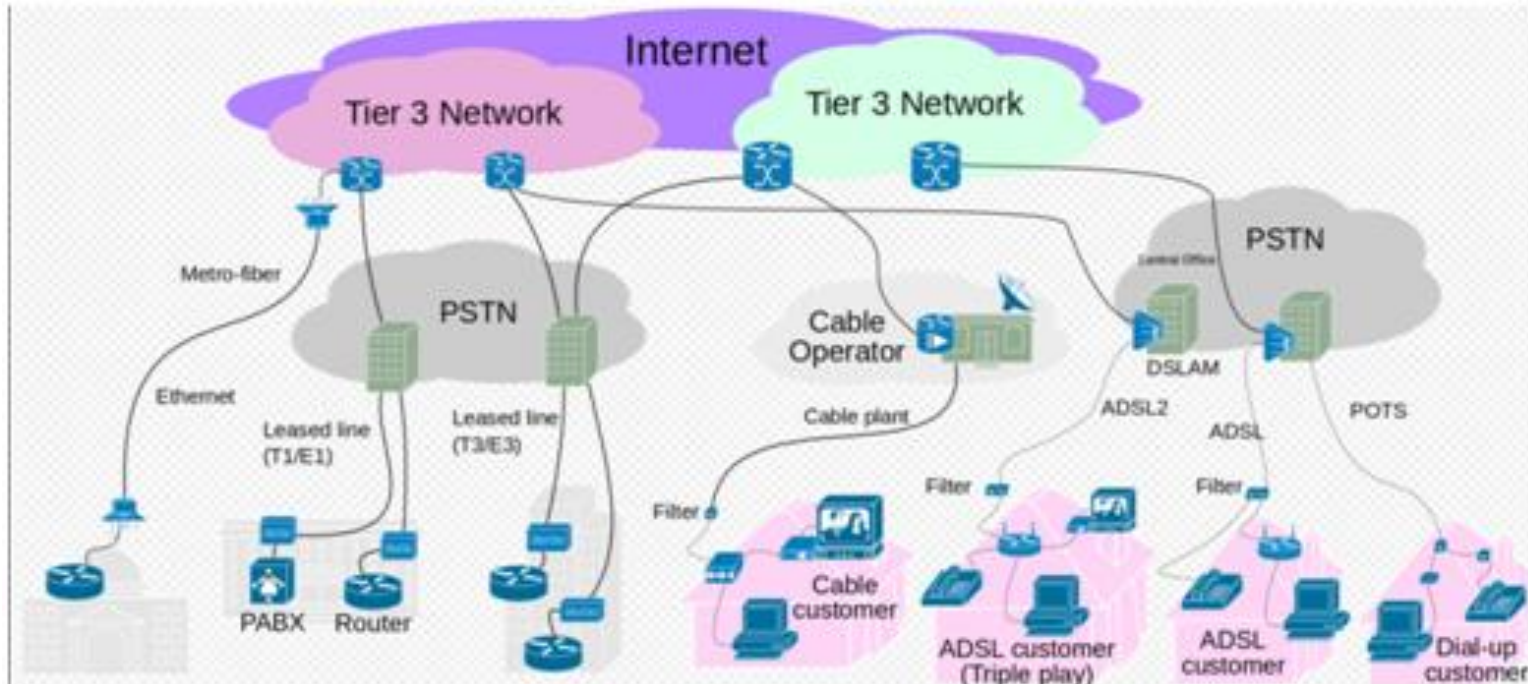 Internet
Tier 3 Network
Tier 3 Network
Metro-fiber
PSTN
PSTN
Central Office
Cable
Operator
DSLAM
Ethernet
Leased line
(T1/E1)
Leased line
(T3/E3)
Cable plant
ADSL2
ADSL
POTS
Filter
Filter
Filter
PABX
Router
Cable
customer
ADSL customer
(Triple play)
ADSL
customer
Dial-up
customer